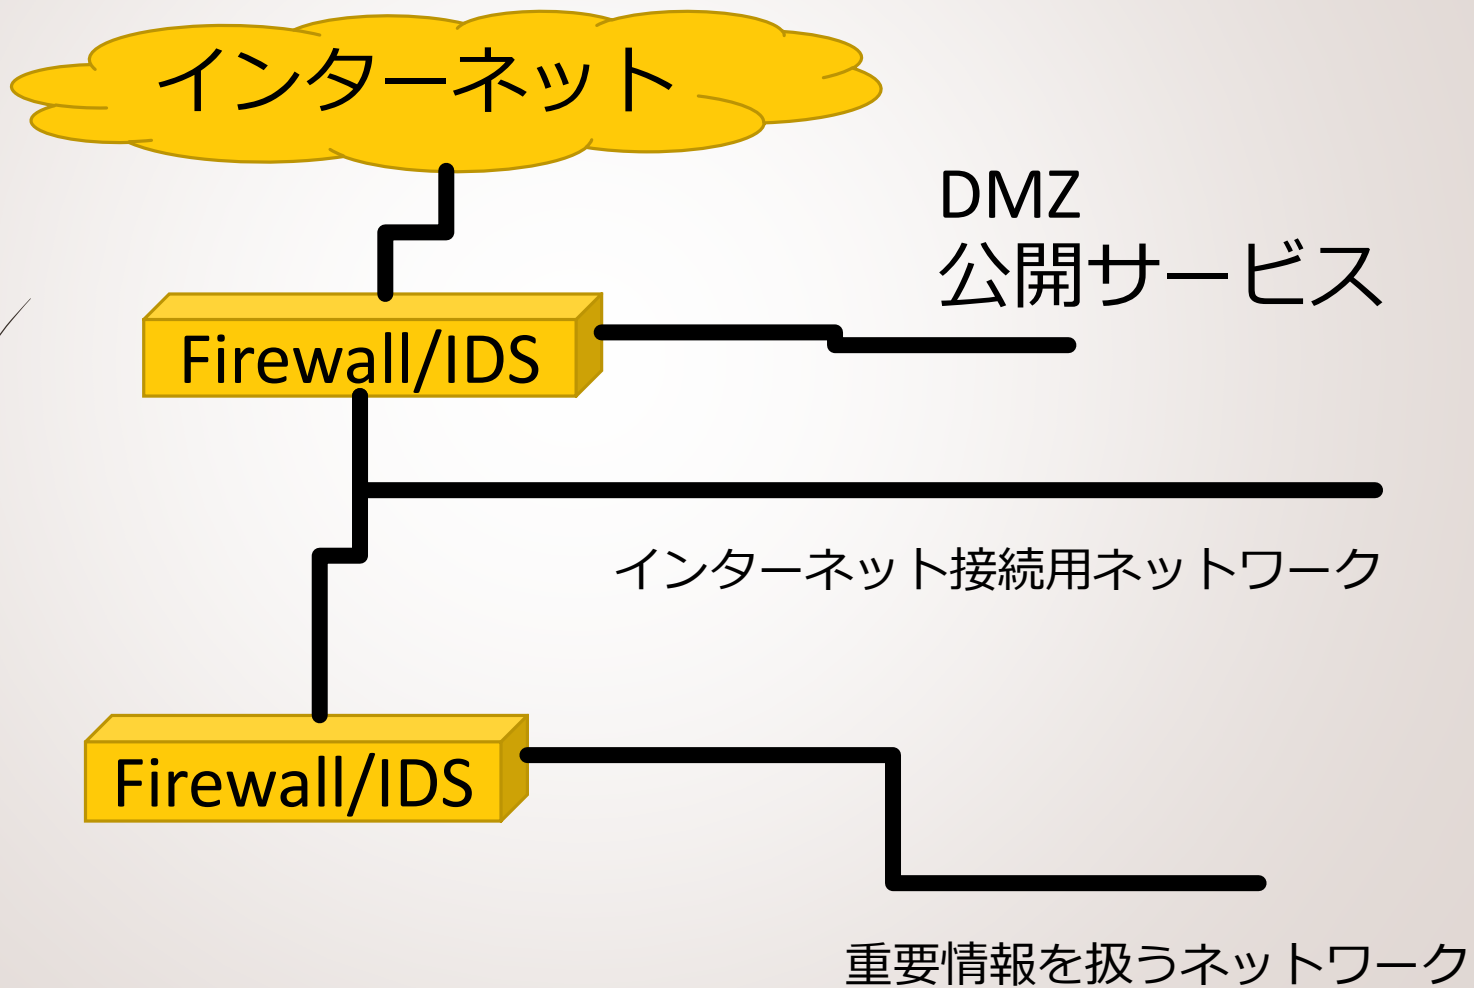 インターネット
DMZ
公開サービス
Firewall/IDS
インターネット接続用ネットワーク
Firewall/IDS
重要情報を扱うネットワーク